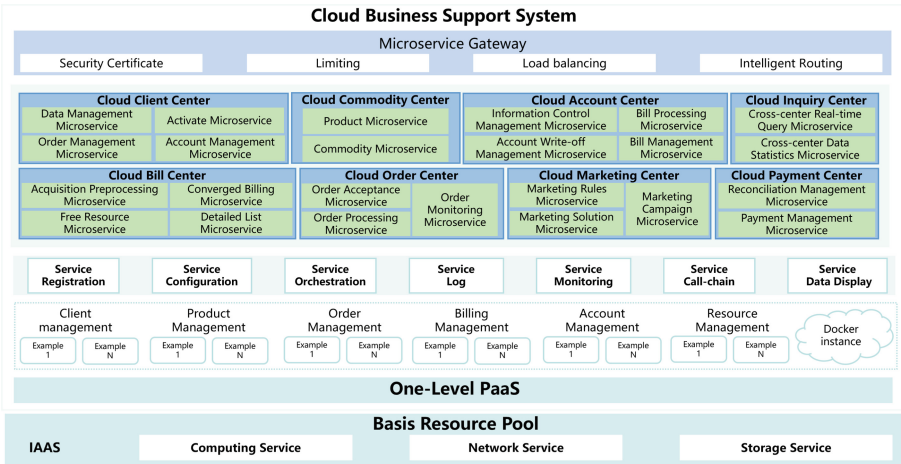 Cloud Business Support System
Microservice Gateway
Security Certificate
Limiting
Load balancing
Intelligent Routing
Cloud Client Center
Data Management
Microservice
Activate Microservice
Order Management
Microservice
Account Management
Microservice
Cloud Commodity Center
Product Microservice
Commodity Microservice
Cloud Account Center
Information Control
Management Microservice
Bill Processing
Microservice
Account Write-off
Management Microservice
Bill Management
Microservice
Cloud Inquiry Center
Cross-center Real-time
Query Microservice
Cross-center Data
Statistics Microservice
Cloud Bill Center
Acquisition Preprocessing
Microservice
Converged Billing
Microservice
Free Resource
Microservice
Detailed List
Microservice
Cloud Order Center
Order Acceptance
Microservice
Order Processing
Microservice
Order
Monitoring
Microservice
Cloud Marketing Center
Marketing Rules
Microservice
Marketing Solution
Microservice
Marketing
Campaign
Microservice
Cloud Payment Center
Reconciliation Management
Microservice
Payment Management
Microservice
Service
Registration
Service
Configuration
Service
Orchestration
Service
Log
Service
Monitoring
Service
Call-chain
Service
Data Display
Client
management
Example
1
Example
N
Product
Management
Example
1
Example
N
Order
Management
Example
1
Example
N
Billing
Management
Example
1
Example
N
Account
Management
Example
1
Example
N
Resource
Management
Example
1
Example
N
Docker
instance
One-Level PaaS
Basis Resource Pool
IAAS
Computing Service
Network Service
Storage Service